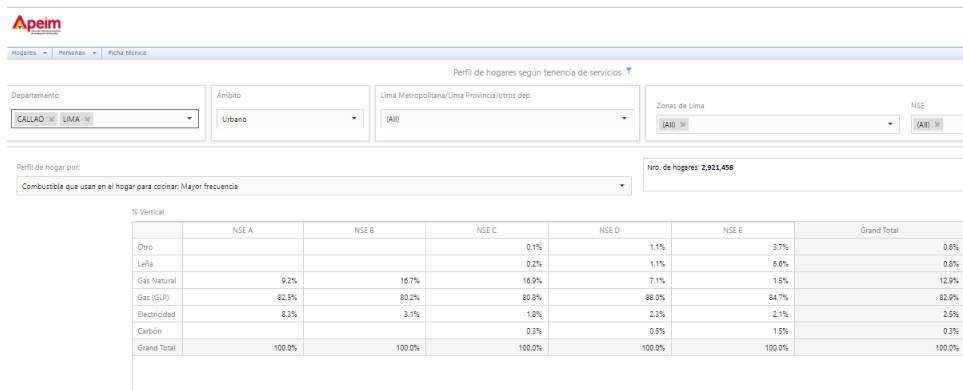 Apeim
Hogares Personas Ficha técnica
Perfil de hogares según tenencia de servicios
Departamento Ámbito Lima Metropolitana/Lima Provincia/otros dep. Zonas de Lima NSE
CALLAO LIMA Urbano (All) (All) (All)
Perfil de hogar por: Nro. de hogares: 2,921,458
Combustible que usan en el hogar para cocinar: Mayor frecuencia
% Vertical
NSE A NSE B NSE C NSE D NSE E Grand Total
Otro 0.1% 1.1% 3.7% 0.6%
Leña 0.2% 1.1% 6.6% 0.8%
Gas Natural 9.2% 16.7% 16.9% 7.1% 1.5% 12.9%
Gas (GLP) 82.5% 80.2% 80.8% 88.0% 84.7% 82.9%
Electricidad 8.3% 3.1% 1.8% 2.3% 2.1% 2.5%
Carbón 0.3% 0.5% 1.5% 0.3%
Grand Total 100.0% 100.0% 100.0% 100.0% 100.0% 100.0%